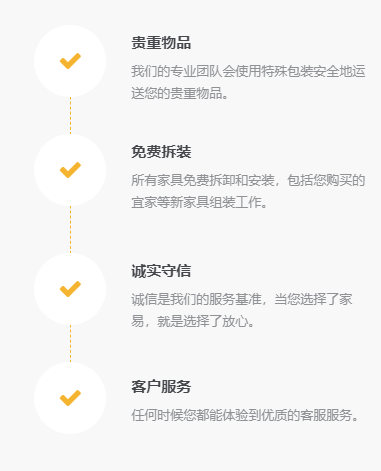 贵重物品
我们的专业团队会使用特殊包装安全地运
送您的贵重物品。
免费拆装
所有家具免费拆卸和安装，包括您购买的
宜家等新家具组装工作。
诚实守信
诚信是我们的服务基准，当您选择了家
易，就是选择了放心。
客户服务
任何时候您都能体验到优质的客服服务。